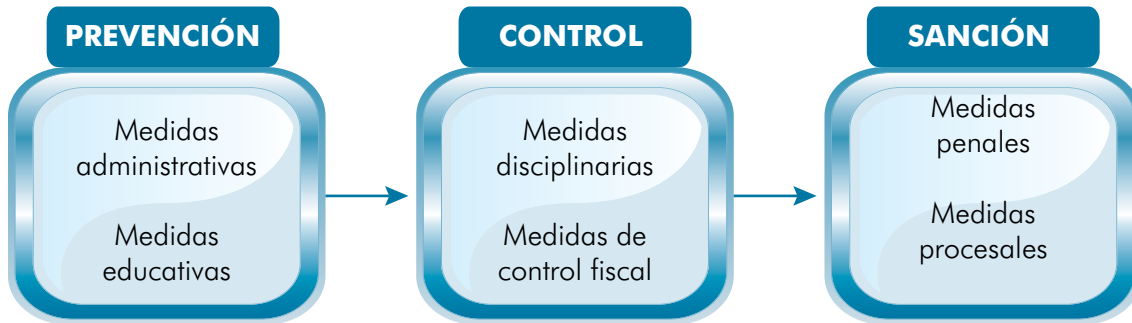 PREVENCIÓN
Medidas
administrativas
Medidas
educativas
CONTROL
Medidas
disciplinarias
Medidas de
control fiscal
SANCIÓN
Medidas
penales
Medidas
procesales